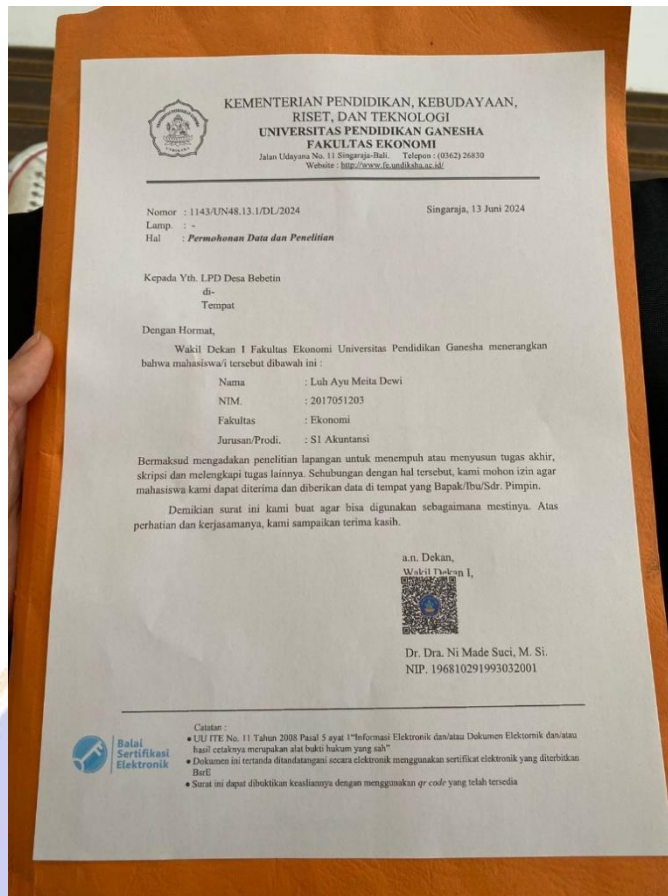 KEMENTERIAN PENDIDIKAN, KEBUDAYAAN,
RISET, DAN TEKNOLOGI
UNIVERSITAS PENDIDIKAN GANESHA
FAKULTAS EKONOMI
Jalan Udayana No. 11 Singaraja-Bali. Telepon : (0362) 26830
Website : http://www.fe.undiksha.ac.id/
Nomor : 1143/UN48.13.1/DL/2024 Singaraja, 13 Juni 2024
Lamp. : -
Hal : Permohonan Data dan Penelitian
Kepada Yth. LPD Desa Bebetin
di-
Tempat
Dengan Hormat,
Wakil Dekan I Fakultas Ekonomi Universitas Pendidikan Ganesha menerangkan
bahwa mahasiswa/i tersebut dibawah ini :
Nama : Luh Ayu Meita Dewi
NIM. : 2017051203
Fakultas : Ekonomi
Jurusan/Prodi. : S1 Akuntansi
Bermaksud mengadakan penelitian lapangan untuk menempuh atau menyusun tugas akhir,
skripsi dan melengkapi tugas lainnya. Sehubungan dengan hal tersebut, kami mohon izin agar
mahasiswa kami dapat diterima dan diberikan data di tempat yang Bapak/Ibu/Sdr. Pimpin.
Demikian surat ini kami buat agar bisa digunakan sebagaimana mestinya. Atas
perhatian dan kerjasamanya, kami sampaikan terima kasih.
a.n. Dekan,
Wakil Dekan I,
Dr. Dra. Ni Made Suci, M. Si.
NIP. 196810291993032001
Balai
Sertifikasi
Elektronik
Catatan :
• UU ITE No. 11 Tahun 2008 Pasal 5 ayat 1 "Informasi Elektronik dan/atau Dokumen Elektornik dan/atau
hasil cetaknya merupakan alat bukti hukum yang sah"
• Dokumen ini tertanda ditandatangani secara elektronik menggunakan sertifikat elektronik yang diterbitkan
BsrE
• Surat ini dapat dibuktikan keasliannya dengan menggunakan qr code yang telah tersedia